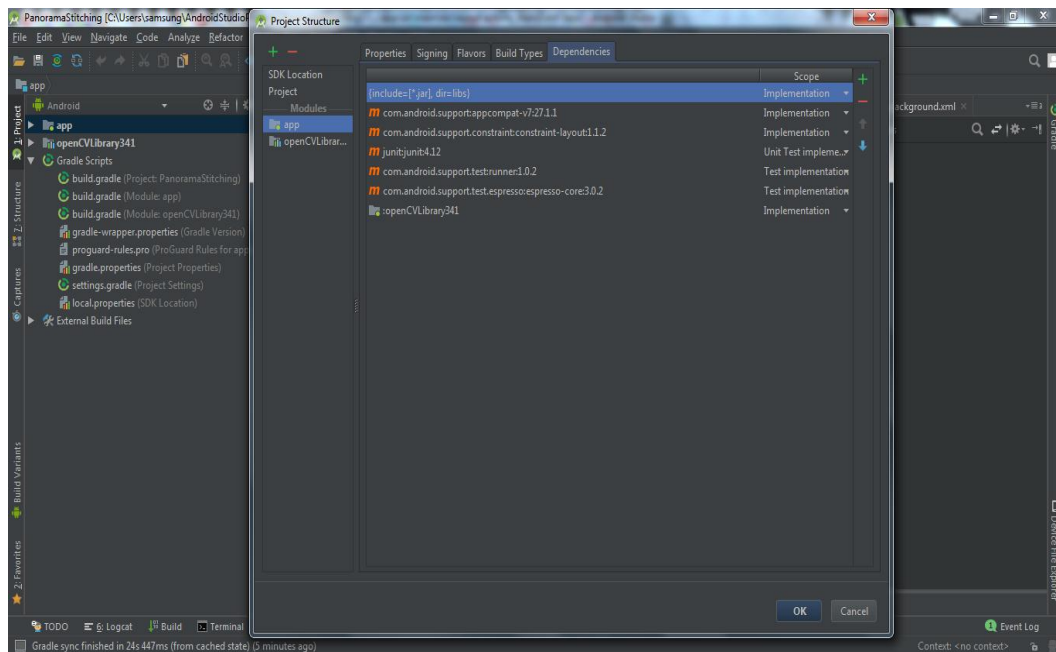 PanoramaStitching [C:\Users\samsung\AndroidStudio
Project Structure
File Edit View Navigate Code Analyze Refactor
app
Android
app
openCVLibrary341
Gradle Scripts
build.gradle (Project: PanoramaStitching)
build.gradle (Module: app)
build.gradle (Module: openCVLibrary341)
gradle-wrapper.properties (Gradle Version)
proguard-rules.pro (ProGuard Rules for app
gradle.properties (Project Properties)
settings.gradle (Project Settings)
local.properties (SDK Location)
External Build Files
1: Project
7: Structure
Captures
Build Variants
2: Favorites
SDK Location
Project
Modules
app
openCVLibrar...
Properties Signing Flavors Build Types Dependencies
Scope
{include=[*.jar], dir=libs} Implementation
m com.android.support:appcompat-v7:27.1.1 Implementation
m com.android.support.constraint:constraint-layout:1.1.2 Implementation
m junit:junit:4.12 Unit Test impleme...
m com.android.support.test:runner:1.0.2 Test implementation
m com.android.support.test.espresso:espresso-core:3.0.2 Test implementation
:openCVLibrary341 Implementation
OK Cancel
ackground.xml
Gradle
Device File Explorer
TODO 6: Logcat Build Terminal
1 Event Log
Gradle sync finished in 24s 447ms (from cached state) (5 minutes ago)
Context: <no context>